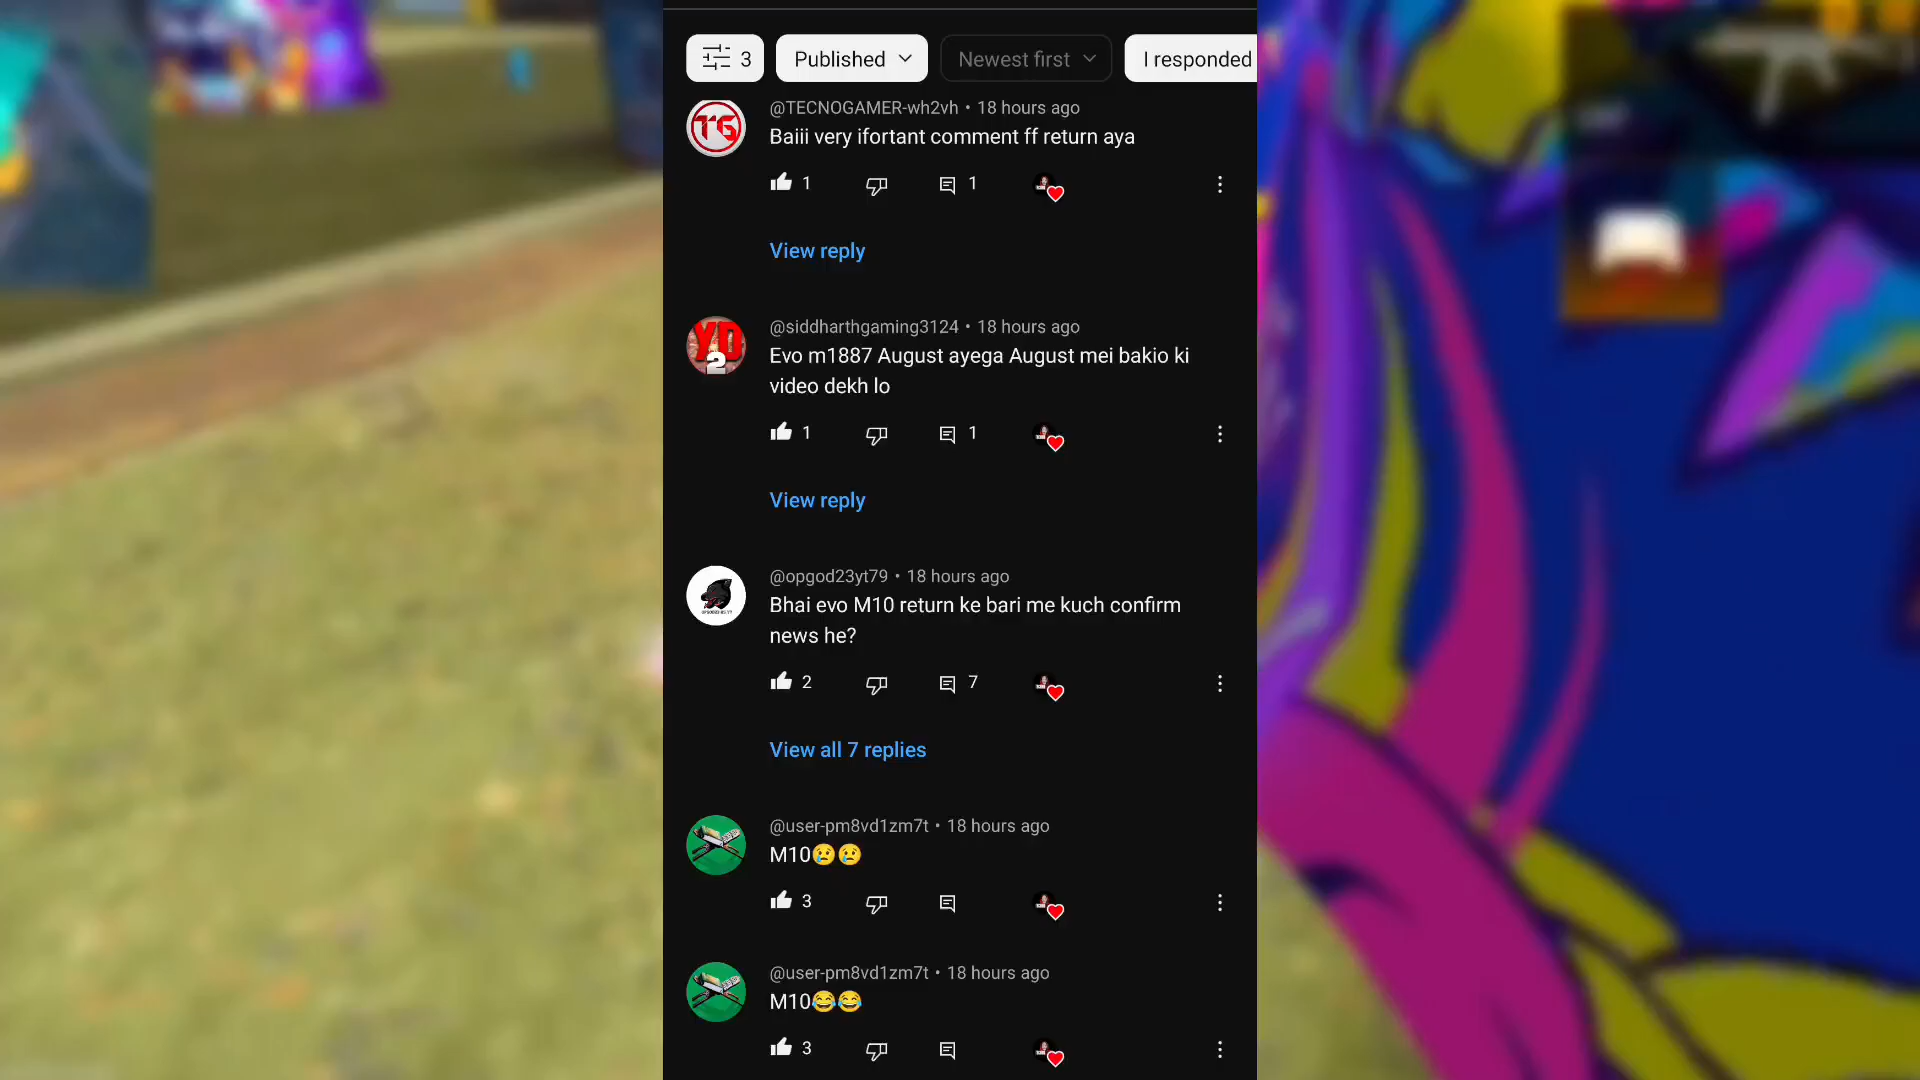 3 Published Newest first I responded
@TECNOGAMER-wh2vh • 18 hours ago
Baiii very ifortant comment ff return aya
1 1
View reply
@siddharthgaming3124 • 18 hours ago
Evo m1887 August ayega August mei bakio ki
video dekh lo
1 1
View reply
@opgod23yt79 • 18 hours ago
Bhai evo M10 return ke bari me kuch confirm
news he?
2 7
View all 7 replies
@user-pm8vd1zm7t • 18 hours ago
M10😢😢
3
@user-pm8vd1zm7t • 18 hours ago
M10😂😂
3
TG
YD
2